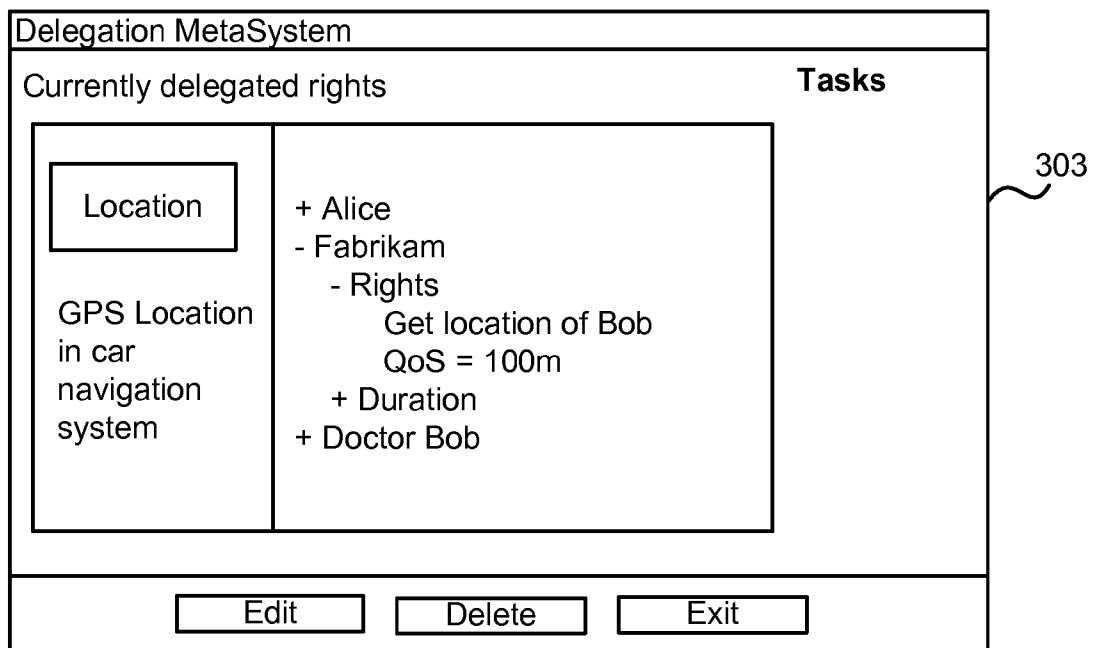 Delegation MetaSystem
Currently delegated rights
Tasks
303
Location
GPS Location
in car
navigation
system
+ Alice
- Fabrikam
- Rights
Get location of Bob
QoS = 100m
+ Duration
+ Doctor Bob
Edit
Delete
Exit